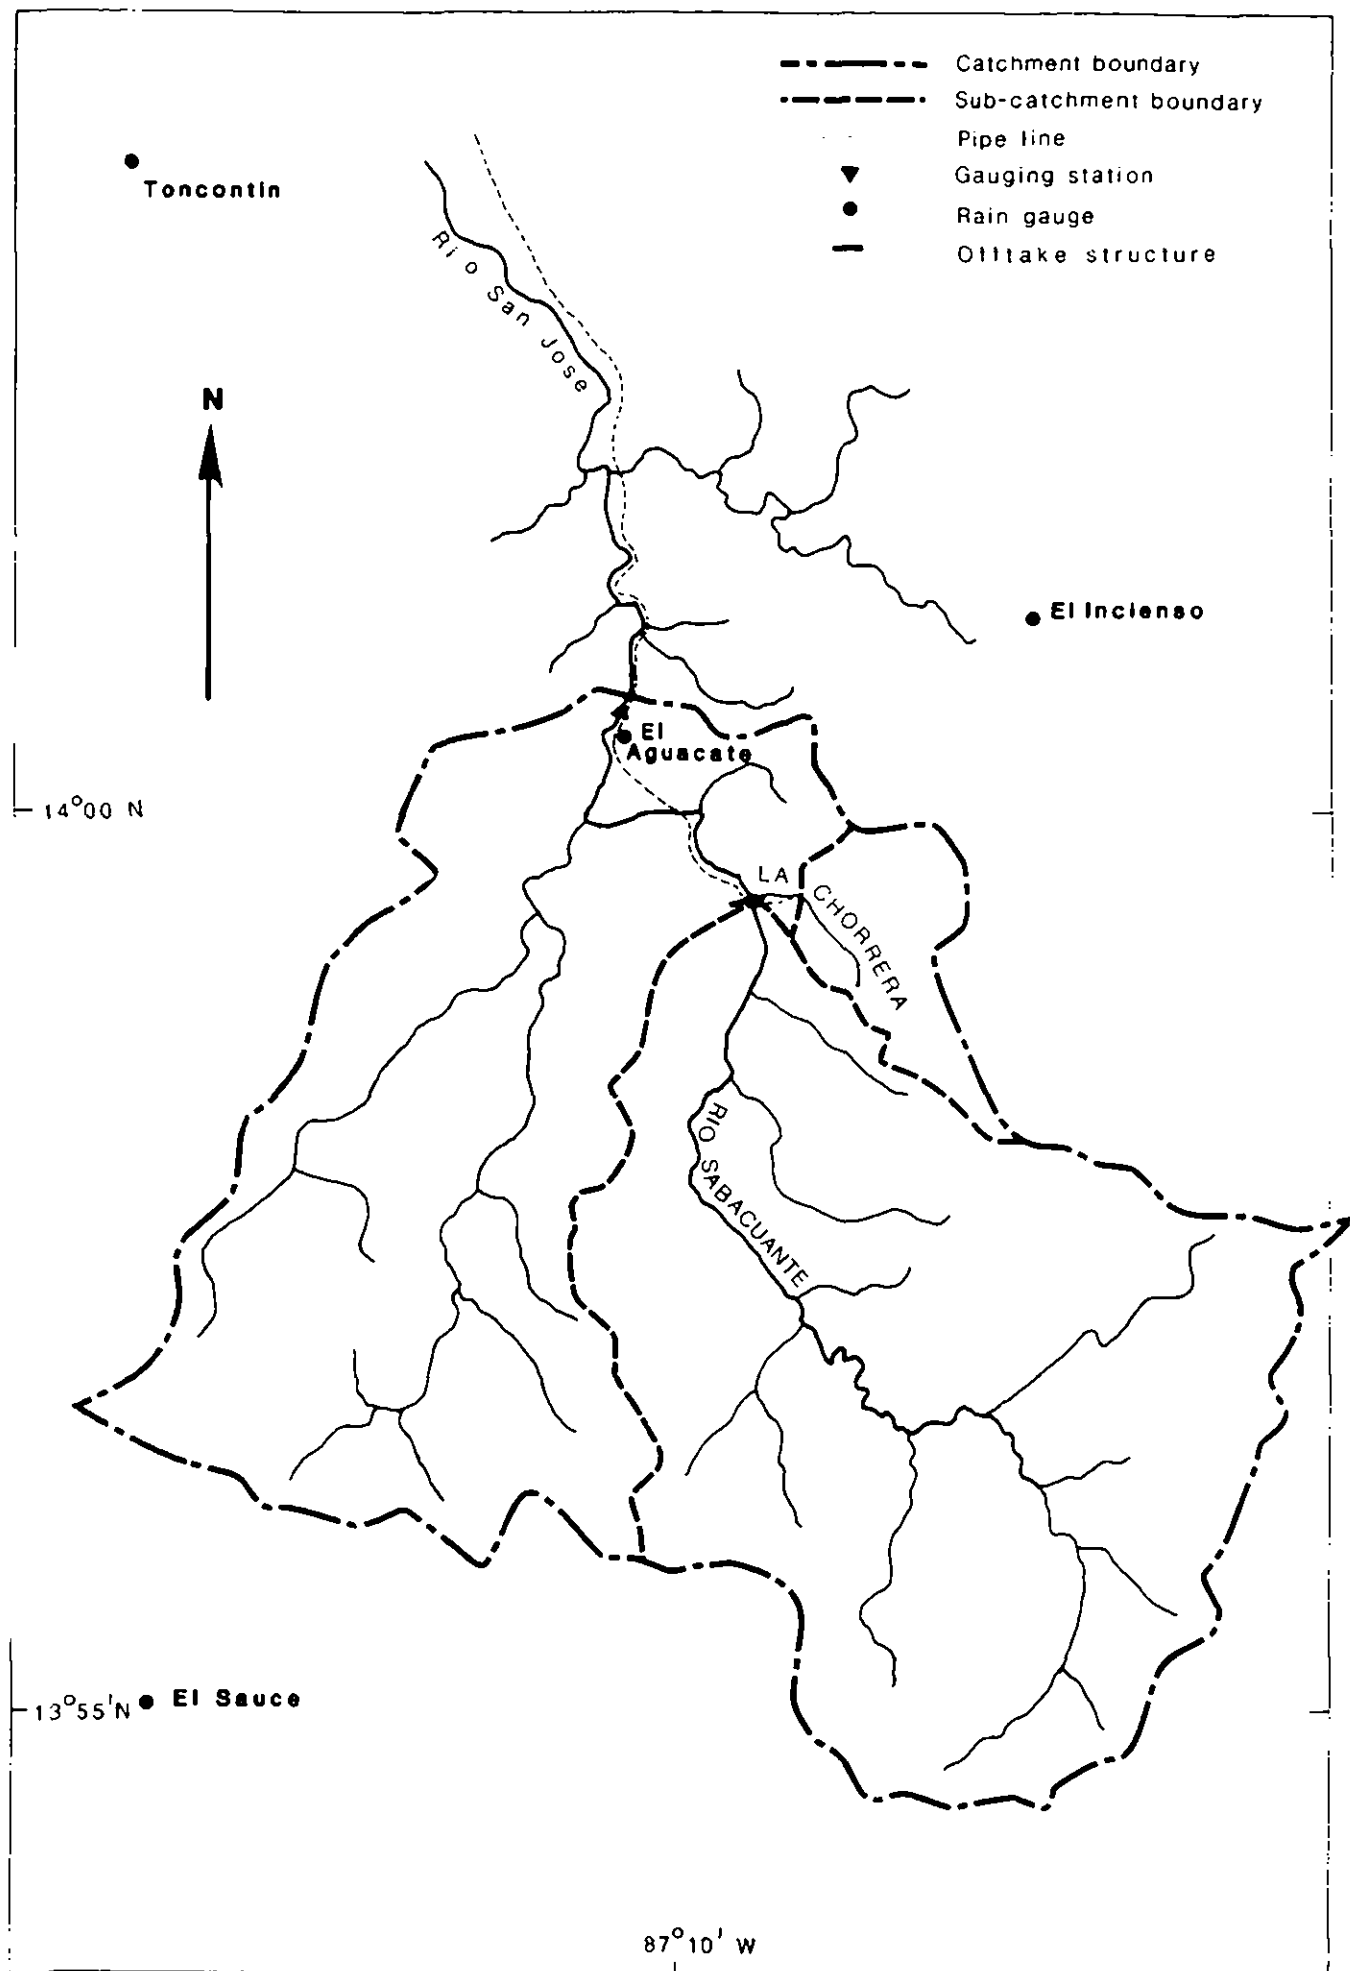 Catchment boundary
Sub-catchment boundary
Pipe line
Gauging station
Rain gauge
Offtake structure
Toncontin
Rio San Jose
N
El Incienso
El
Aguacate
14°00 N
LA CHORRERA
RIO SABACUANTE
13°55'N
El Sauce
87°10' W